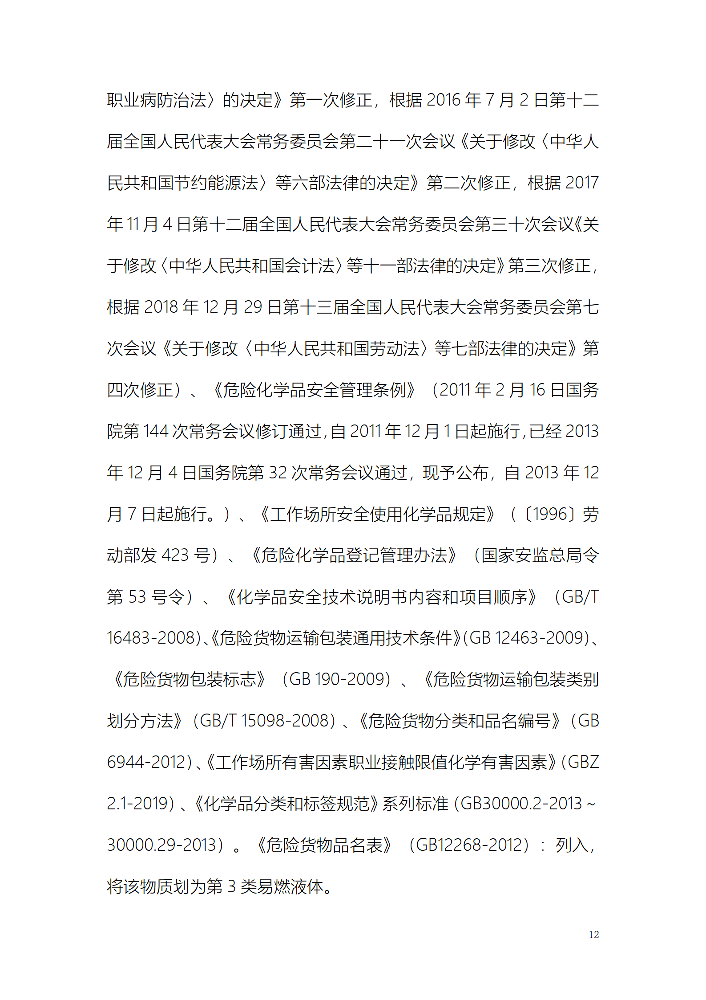 职业病防治法〉的决定》第一次修正，根据 2016 年 7 月 2 日第十二
届全国人民代表大会常务委员会第二十一次会议《关于修改〈中华人
民共和国节约能源法〉等六部法律的决定》第二次修正，根据 2017
年 11 月 4 日第十二届全国人民代表大会常务委员会第三十次会议《关
于修改〈中华人民共和国会计法〉等十一部法律的决定》第三次修正，
根据 2018 年 12 月 29 日第十三届全国人民代表大会常务委员会第七
次会议《关于修改〈中华人民共和国劳动法〉等七部法律的决定》第
四次修正）、《危险化学品安全管理条例》（2011 年 2 月 16 日国务
院第 144 次常务会议修订通过，自 2011 年 12 月 1 日起施行，已经 2013
年 12 月 4 日国务院第 32 次常务会议通过，现予公布，自 2013 年 12
月 7 日起施行。）、《工作场所安全使用化学品规定》（〔1996〕劳
动部发 423 号）、《危险化学品登记管理办法》（国家安监总局令
第 53 号令）、《化学品安全技术说明书内容和项目顺序》（GB/T
16483-2008）、《危险货物运输包装通用技术条件》（GB 12463-2009）、
《危险货物包装标志》（GB 190-2009）、《危险货物运输包装类别
划分方法》（GB/T 15098-2008）、《危险货物分类和品名编号》（GB
6944-2012）、《工作场所有害因素职业接触限值化学有害因素》（GBZ
2.1-2019）、《化学品分类和标签规范》系列标准（GB30000.2-2013～
30000.29-2013）。《危险货物品名表》（GB12268-2012）：列入，
将该物质划为第 3 类易燃液体。
12